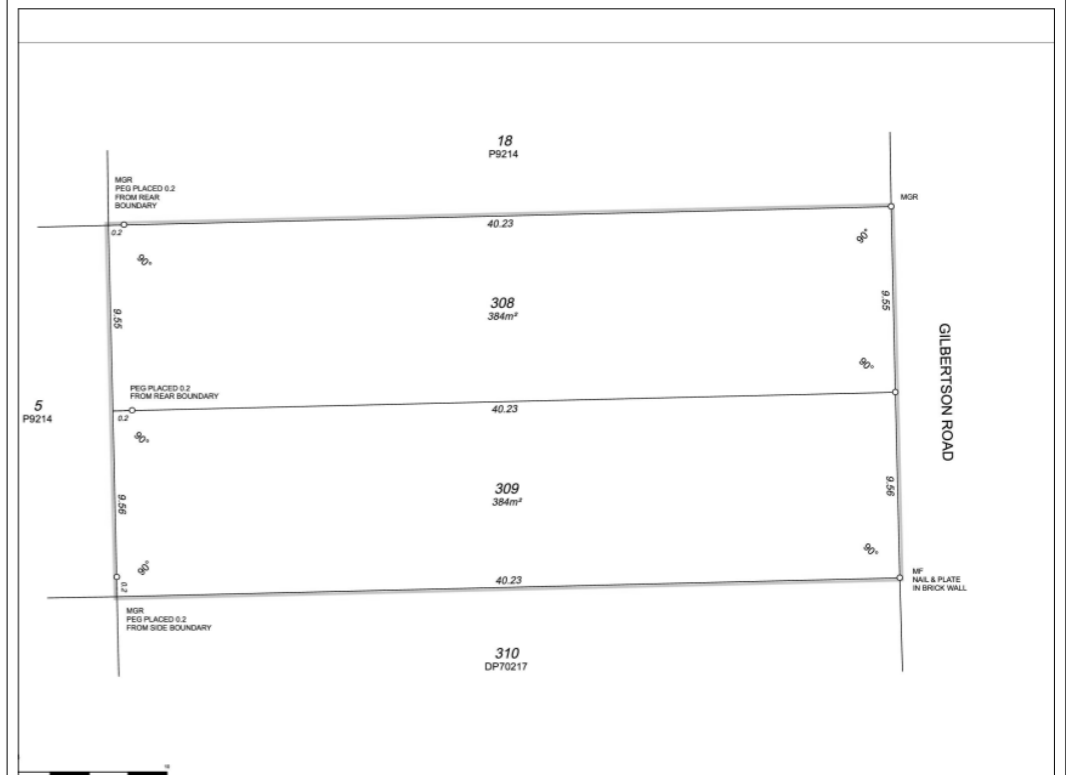 18
P9214
MGR
PEG PLACED 0.2
FROM REAR
BOUNDARY
MGR
0.2
40.23
90°
90°
308
384m²
9.55
9.55
GILBERTSON ROAD
90°
PEG PLACED 0.2
FROM REAR BOUNDARY
5
P9214
0.2
40.23
90°
309
384m²
9.56
9.56
90°
90°
40.23
0.2
MF
NAIL & PLATE
IN BRICK WALL
MGR
PEG PLACED 0.2
FROM SIDE BOUNDARY
310
DP70217